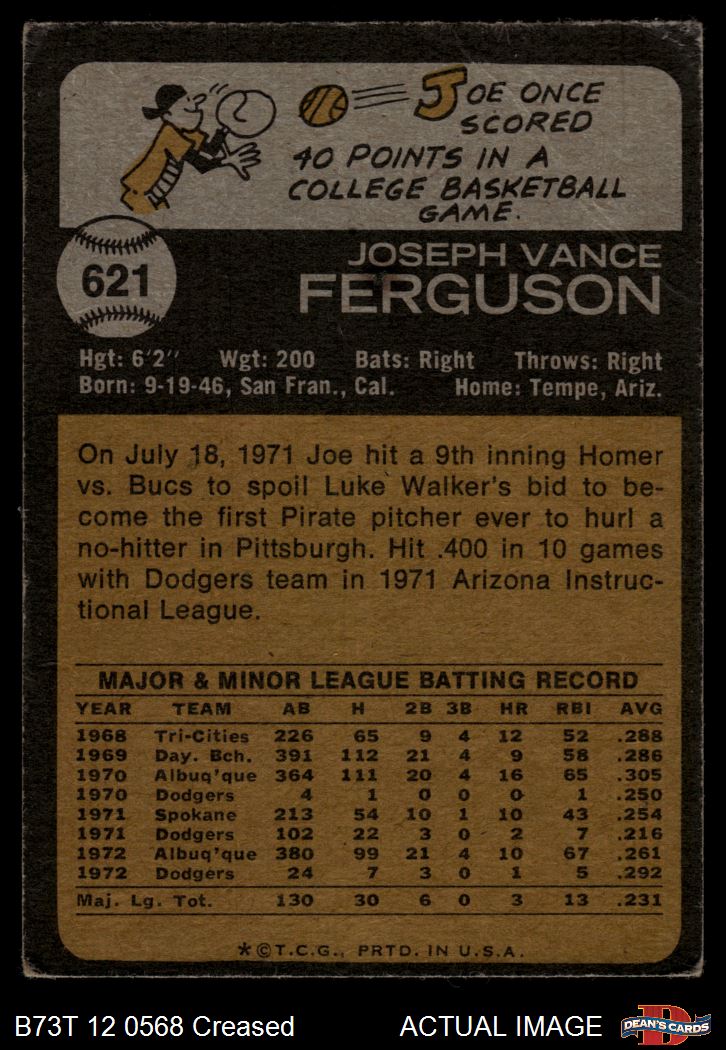 JOE ONCE
SCORED
40 POINTS IN A
COLLEGE BASKETBALL
GAME.
621
JOSEPH VANCE
FERGUSON
Hgt: 6'2" Wgt: 200 Bats: Right Throws: Right
Born: 9-19-46, San Fran., Cal. Home: Tempe, Ariz.
On July 18, 1971 Joe hit a 9th inning Homer
vs. Bucs to spoil Luke Walker's bid to be-
come the first Pirate pitcher ever to hurl a
no-hitter in Pittsburgh. Hit .400 in 10 games
with Dodgers team in 1971 Arizona Instruc-
tional League.
MAJOR & MINOR LEAGUE BATTING RECORD
YEAR TEAM AB H 2B 3B HR RBI AVG
1968 Tri-Cities 226 65 9 4 12 52 .288
1969 Day. Bch. 391 112 21 4 9 58 .286
1970 Albuq'que 364 111 20 4 16 65 .305
1970 Dodgers 4 1 0 0 0 1 .250
1971 Spokane 213 54 10 1 10 43 .254
1971 Dodgers 102 22 3 0 2 7 .216
1972 Albuq'que 380 99 21 4 10 67 .261
1972 Dodgers 24 7 3 0 1 5 .292
Maj. Lg. Tot. 130 30 6 0 3 13 .231
*©T.C.G., PRTD. IN U.S.A.
B73T 12 0568 Creased ACTUAL IMAGE
D
DEAN'S CARDS